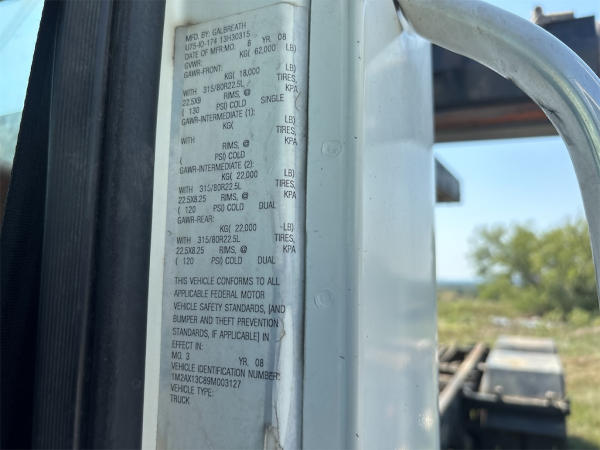 MFD. BY: GALBREATH
U75-IO-174 13H30315
DATE OF MFR:MO. 6 YR. 08
GVWR: KG( 62,000 LB)
GAWR-FRONT:
KG( 18,000 LB)
WITH 315/80R22.5L TIRES,
22.5X9 RIMS, @ KPA
( 130 PSI) COLD SINGLE
GAWR-INTERMEDIATE (1):
KG( LB)
WITH TIRES,
RIMS, @ KPA
( PSI) COLD
GAWR-INTERMEDIATE (2):
KG( 22,000 LB)
WITH 315/80R22.5L TIRES,
22.5X8.25 RIMS, @ KPA
( 120 PSI) COLD DUAL
GAWR-REAR:
KG( 22,000 LB)
WITH 315/80R22.5L TIRES,
22.5X8.25 RIMS, @ KPA
( 120 PSI) COLD DUAL
THIS VEHICLE CONFORMS TO ALL
APPLICABLE FEDERAL MOTOR
VEHICLE SAFETY STANDARDS, [AND
BUMPER AND THEFT PREVENTION
STANDARDS, IF APPLICABLE] IN
EFFECT IN:
MO. 3 YR. 08
VEHICLE IDENTIFICATION NUMBER:
1M2AX13C89M003127
VEHICLE TYPE:
TRUCK